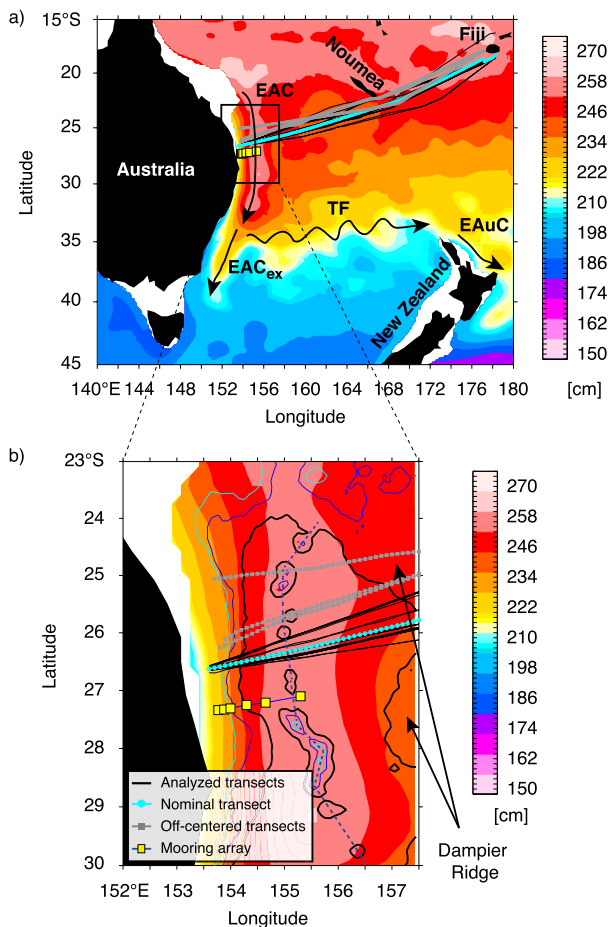 a)
15°S
20
25
30
35
40
45
Latitude
140°E 144 148 152 156 160 164 168 172 176 180
Longitude
Fiji
Noumea
EAC
Australia
TF
EAuC
EACex
New Zealand
270
258
246
234
222
210
198
186
174
162
150
[cm]
b)
23°S
24
25
26
27
28
29
30
Latitude
152°E 153 154 155 156 157
Longitude
Analyzed transects
Nominal transect
Off-centered transects
Mooring array
270
258
246
234
222
210
198
186
174
162
150
[cm]
Dampier
Ridge